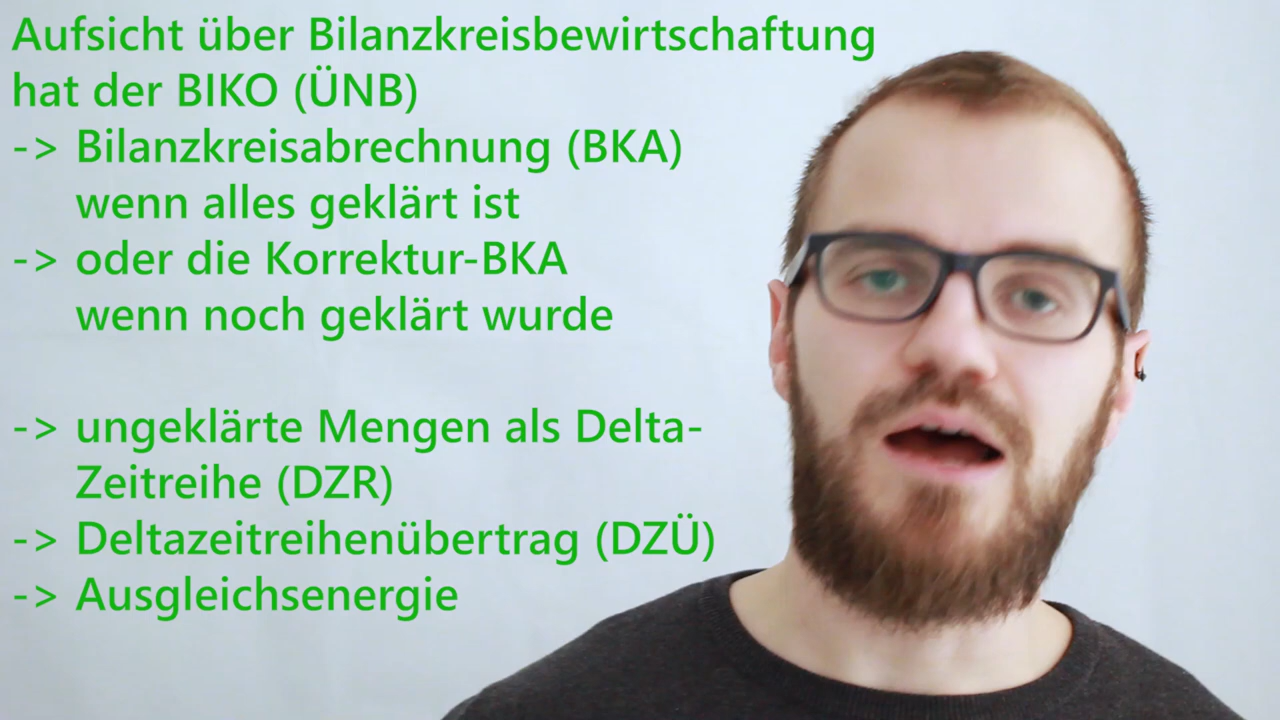 Aufsicht über Bilanzkreisbewirtschaftung
hat der BIKO (ÜNB)
-> Bilanzkreisabrechnung (BKA)
wenn alles geklärt ist
-> oder die Korrektur-BKA
wenn noch geklärt wurde
-> ungeklärte Mengen als Delta-
Zeitreihe (DZR)
-> Deltazeitreihenübertrag (DZÜ)
-> Ausgleichsenergie